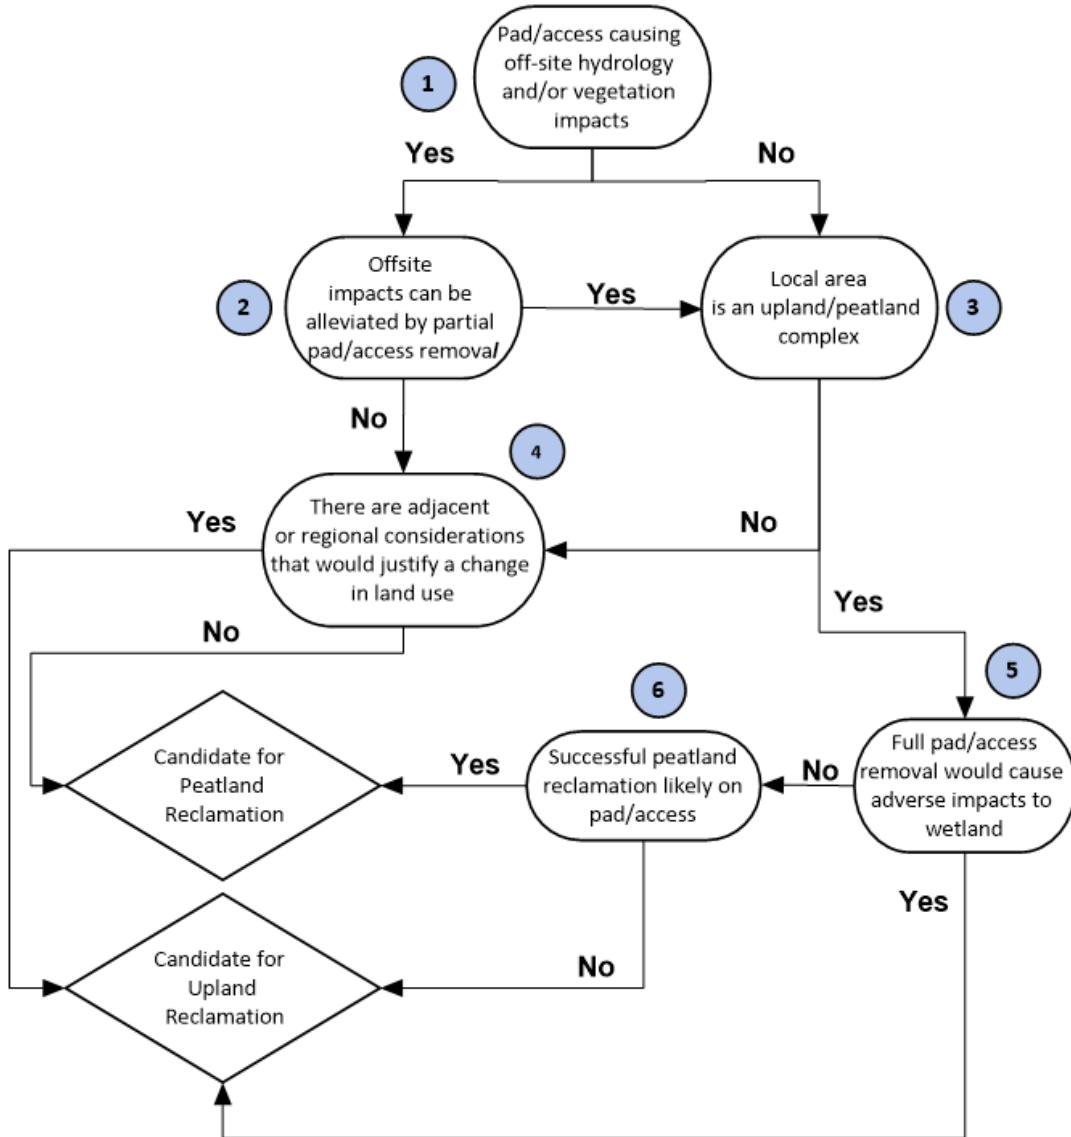 Pad/access causing
off-site hydrology
and/or vegetation
impacts
1
Yes
No
Offsite
impacts can be
alleviated by partial
pad/access removal
2
Yes
Local area
is an upland/peatland
complex
3
No
4
There are adjacent
or regional considerations
that would justify a change
in land use
Yes
No
No
Yes
5
6
Full pad/access
removal would cause
adverse impacts to
wetland
No
Successful peatland
reclamation likely on
pad/access
Yes
Candidate for
Peatland
Reclamation
Yes
No
Candidate for
Upland
Reclamation